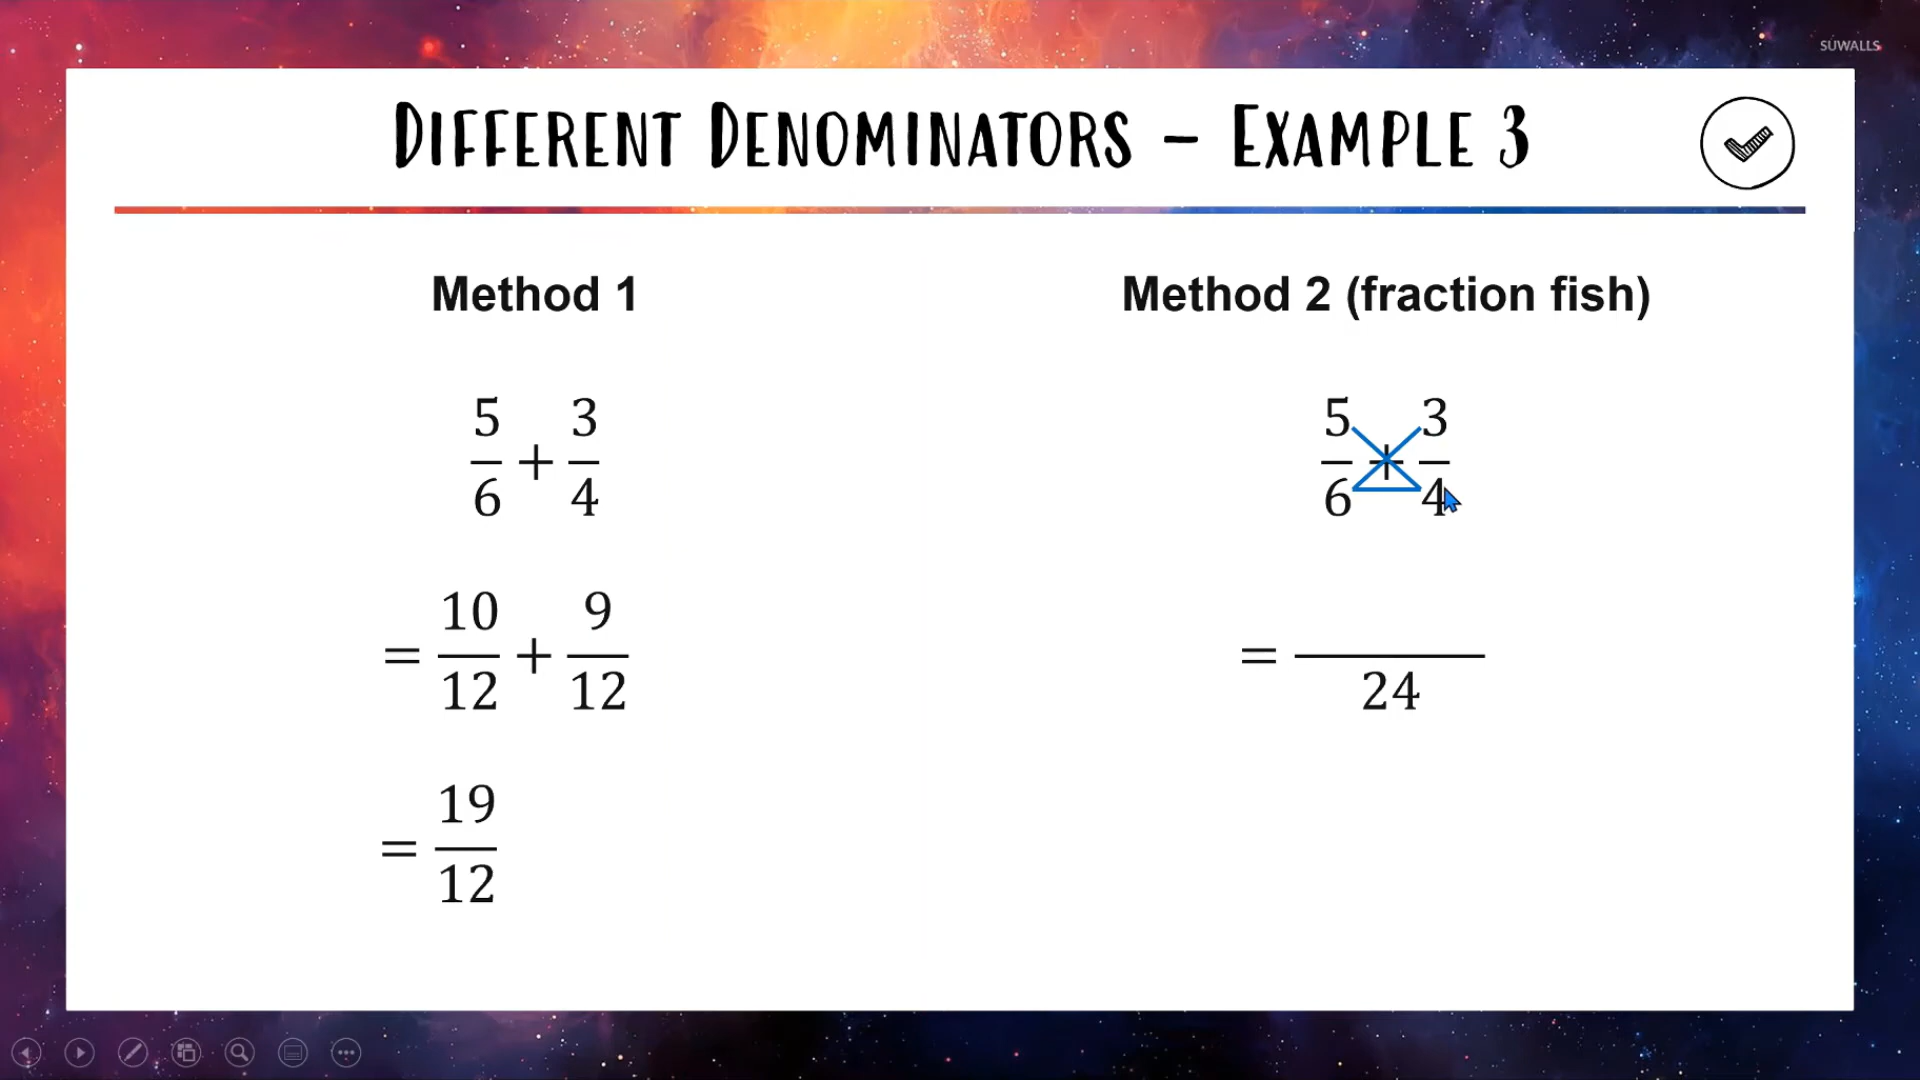 SUWALLS
DIFFERENT DENOMINATORS – EXAMPLE 3
Method 1
5/6 + 3/4
= 10/12 + 9/12
= 19/12
Method 2 (fraction fish)
5/6 + 3/4
= /24